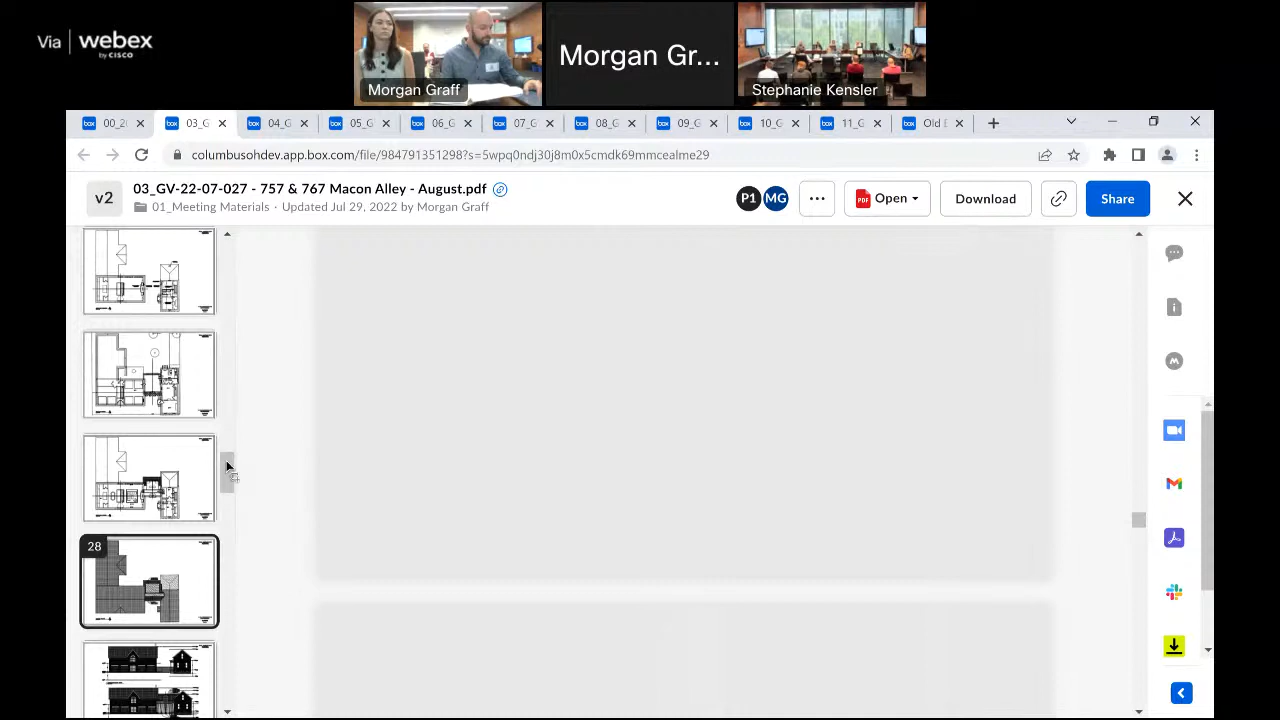 Via webex
by CISCO
Morgan Graff
Morgan Gr...
Stephanie Kensler
00_2
03_G
04_G
05_G
06_G
07_G
08_G
09_G
10_G
11_G
Old E
columbusohdev.app.box.com/file/984791351298?s=5wpq0ndj30j8m0x5cmdk69mmcealme29
v2
03_GV-22-07-027 - 757 & 767 Macon Alley - August.pdf
01_Meeting Materials · Updated Jul 29, 2022 by Morgan Graff
P1 MG
Open
Download
Share
28